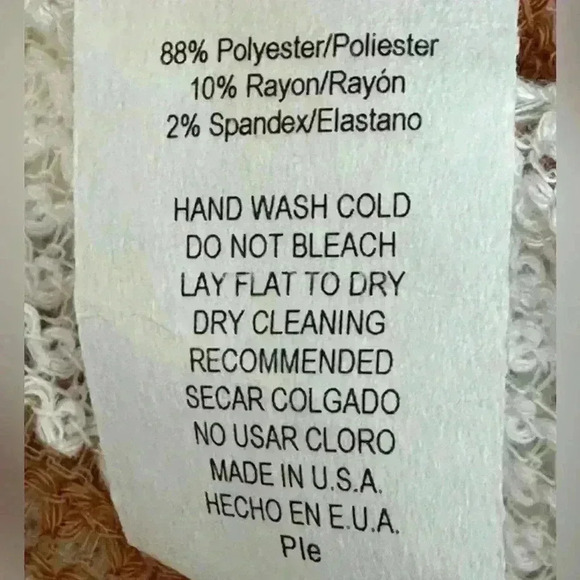 88% Polyester/Poliester
10% Rayon/Rayón
2% Spandex/Elastano
HAND WASH COLD
DO NOT BLEACH
LAY FLAT TO DRY
DRY CLEANING
RECOMMENDED
SECAR COLGADO
NO USAR CLORO
MADE IN U.S.A.
HECHO EN E.U.A.
Ple